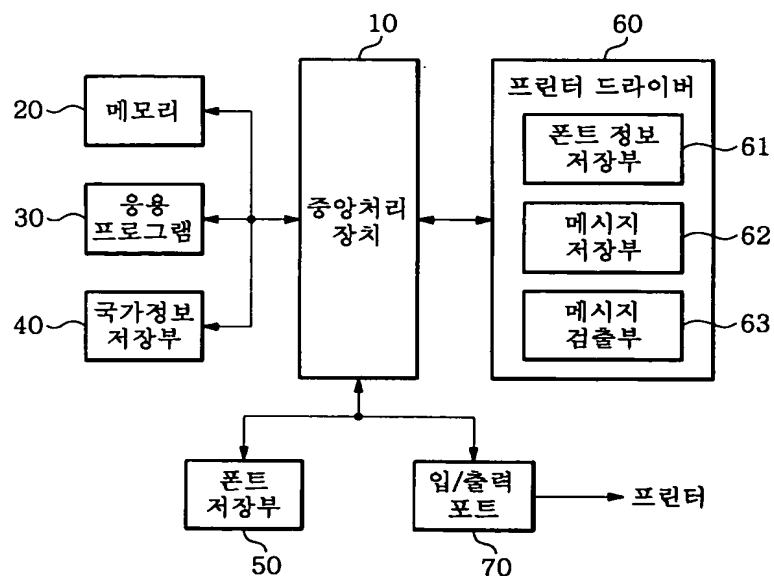 10
60
20
메모리
프린터 드라이버
폰트 정보
저장부
61
30
응용
프로그램
중앙처리
장치
메시지
저장부
62
40
국가정보
저장부
메시지
검출부
63
폰트
저장부
입/출력
포트
프린터
50
70